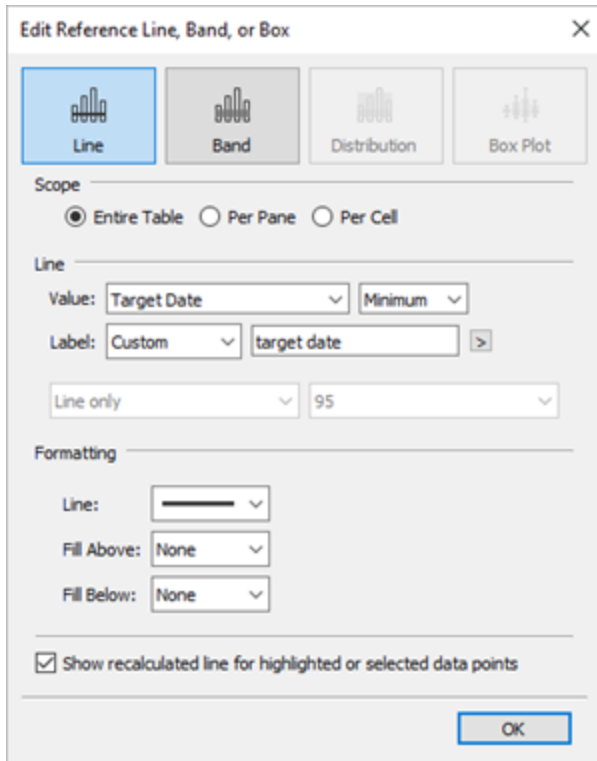 Edit Reference Line, Band, or Box
Line Band Distribution Box Plot
Scope
Entire Table Per Pane Per Cell
Line
Value: Target Date Minimum
Label: Custom target date >
Line only 95
Formatting
Line:
Fill Above: None
Fill Below: None
Show recalculated line for highlighted or selected data points
OK